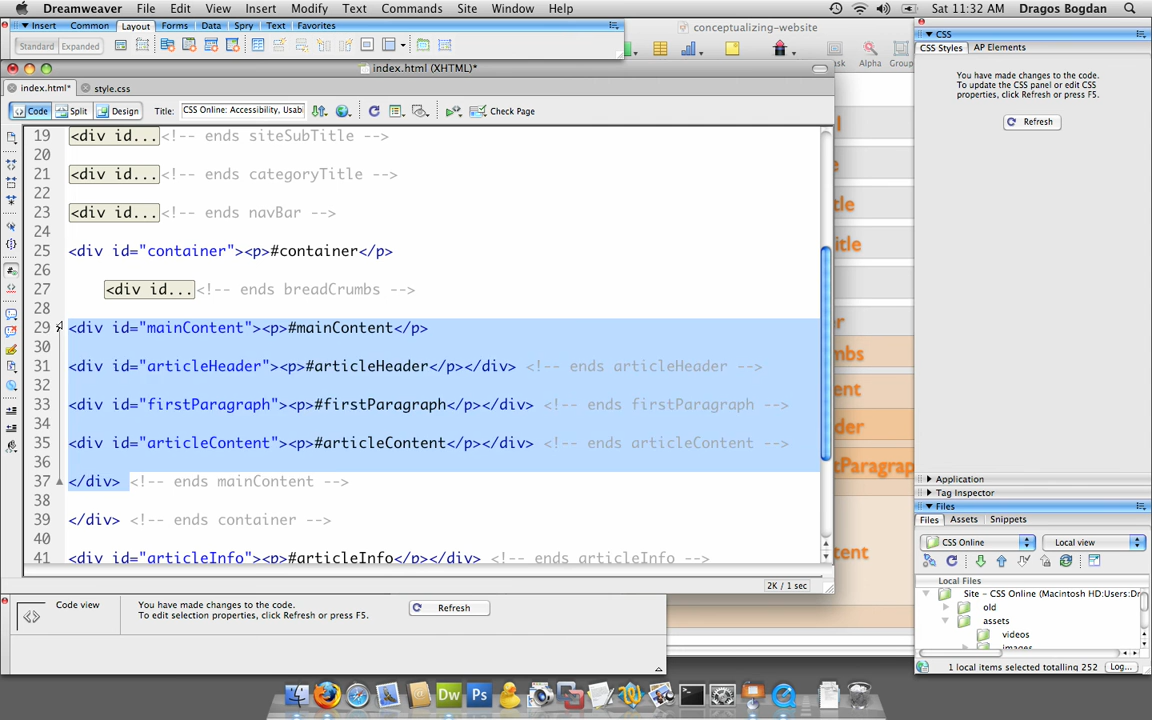 Dreamweaver File Edit View Insert Modify Text Commands Site Window Help Sat 11:32 AM Dragos Bogdan
Insert Common Layout Forms Data Spry Text Favorites
Standard Expanded
conceptualizing-website
Alpha Group
index.html (XHTML)*
index.html* style.css
Code Split Design Title: CSS Online: Accessibility, Usab Check Page
19 <div id...<!-- ends siteSubTitle -->
20
21 <div id...<!-- ends categoryTitle -->
22
23 <div id...<!-- ends navBar -->
24
25 <div id="container"><p>#container</p>
26
27 <div id...<!-- ends breadCrumbs -->
28
29 <div id="mainContent"><p>#mainContent</p>
30
31 <div id="articleHeader"><p>#articleHeader</p></div> <!-- ends articleHeader -->
32
33 <div id="firstParagraph"><p>#firstParagraph</p></div> <!-- ends firstParagraph -->
34
35 <div id="articleContent"><p>#articleContent</p></div> <!-- ends articleContent -->
36
37 </div> <!-- ends mainContent -->
38
39 </div> <!-- ends container -->
40
41 <div id="articleInfo"><p>#articleInfo</p></div> <!-- ends articleInfo -->
2K / 1 sec
Code view
You have made changes to the code.
To edit selection properties, click Refresh or press F5.
Refresh
CSS
CSS Styles AP Elements
You have made changes to the code.
To update the CSS panel or edit CSS
properties, click Refresh or press F5.
Refresh
Application
Tag Inspector
Files
Files Assets Snippets
CSS Online Local view
Local Files
Site – CSS Online (Macintosh HD:Users:Dr
old
assets
videos
images
1 local items selected totalling 252 Log...
Dw Ps